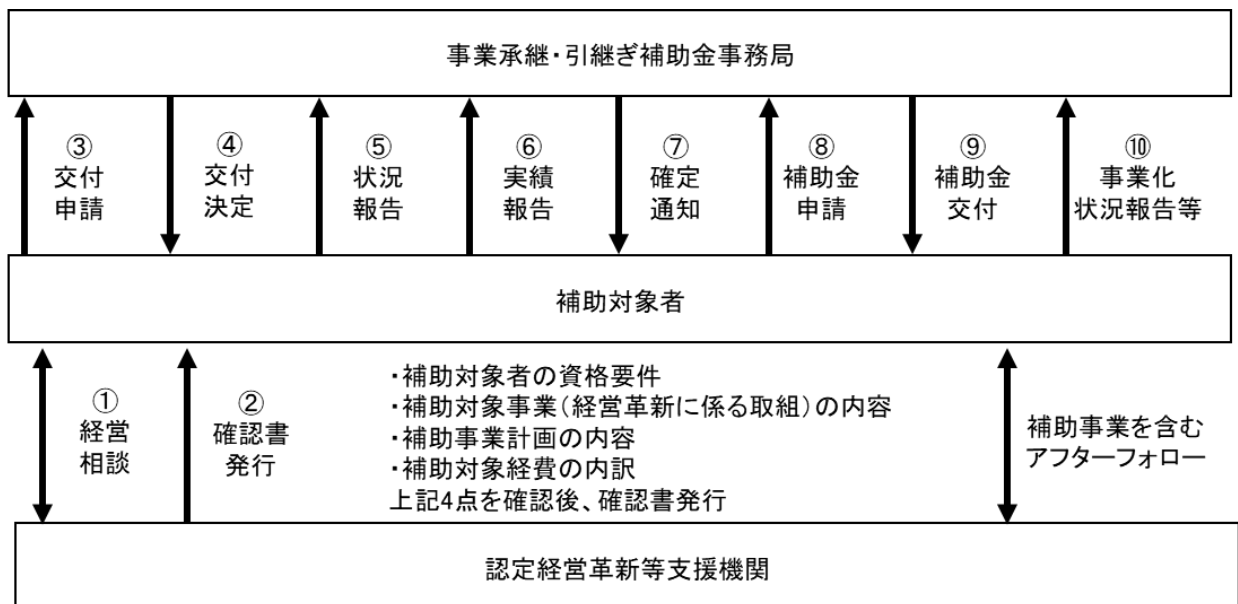 事業承継・引継ぎ補助金事務局
③
交付
申請
④
交付
決定
⑤
状況
報告
⑥
実績
報告
⑦
確定
通知
⑧
補助金
申請
⑨
補助金
交付
⑩
事業化
状況報告等
補助対象者
①
経営
相談
②
確認書
発行
・補助対象者の資格要件
・補助対象事業(経営革新に係る取組)の内容
・補助事業計画の内容
・補助対象経費の内訳
上記4点を確認後、確認書発行
補助事業を含む
アフターフォロー
認定経営革新等支援機関